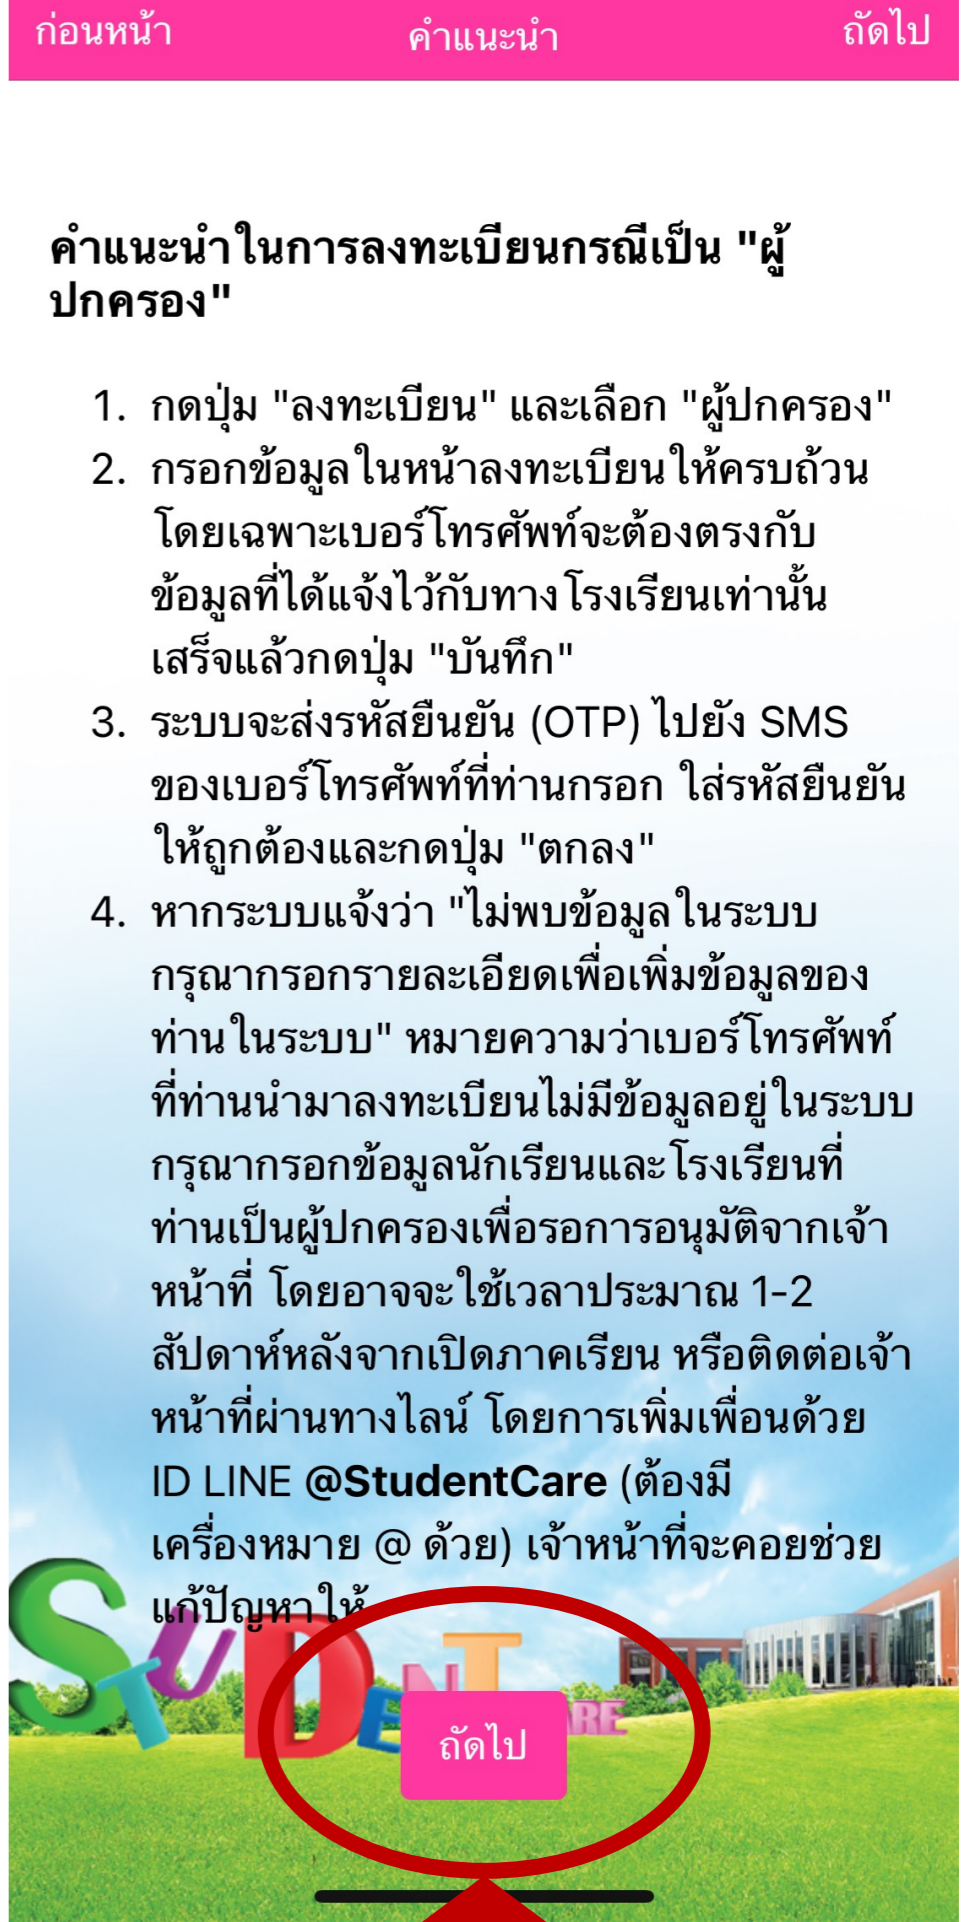 ก่อนหน้า คำแนะนำ ถัดไป
คำแนะนำในการลงทะเบียนกรณีเป็น "ผู้
ปกครอง"
1. กดปุ่ม "ลงทะเบียน" และเลือก "ผู้ปกครอง"
2. กรอกข้อมูลในหน้าลงทะเบียนให้ครบถ้วน
โดยเฉพาะเบอร์โทรศัพท์จะต้องตรงกับ
ข้อมูลที่ได้แจ้งไว้กับทางโรงเรียนเท่านั้น
เสร็จแล้วกดปุ่ม "บันทึก"
3. ระบบจะส่งรหัสยืนยัน (OTP) ไปยัง SMS
ของเบอร์โทรศัพท์ที่ท่านกรอก ใส่รหัสยืนยัน
ให้ถูกต้องและกดปุ่ม "ตกลง"
4. หากระบบแจ้งว่า "ไม่พบข้อมูลในระบบ
กรุณากรอกรายละเอียดเพื่อเพิ่มข้อมูลของ
ท่านในระบบ" หมายความว่าเบอร์โทรศัพท์
ที่ท่านนำมาลงทะเบียนไม่มีข้อมูลอยู่ในระบบ
กรุณากรอกข้อมูลนักเรียนและโรงเรียนที่
ท่านเป็นผู้ปกครองเพื่อรอการอนุมัติจากเจ้า
หน้าที่ โดยอาจจะใช้เวลาประมาณ 1-2
สัปดาห์หลังจากเปิดภาคเรียน หรือติดต่อเจ้า
หน้าที่ผ่านทางไลน์ โดยการเพิ่มเพื่อนด้วย
ID LINE @StudentCare (ต้องมี
เครื่องหมาย @ ด้วย) เจ้าหน้าที่จะคอยช่วย
แก้ปัญหาให้
STUDENT
RE
ถัดไป